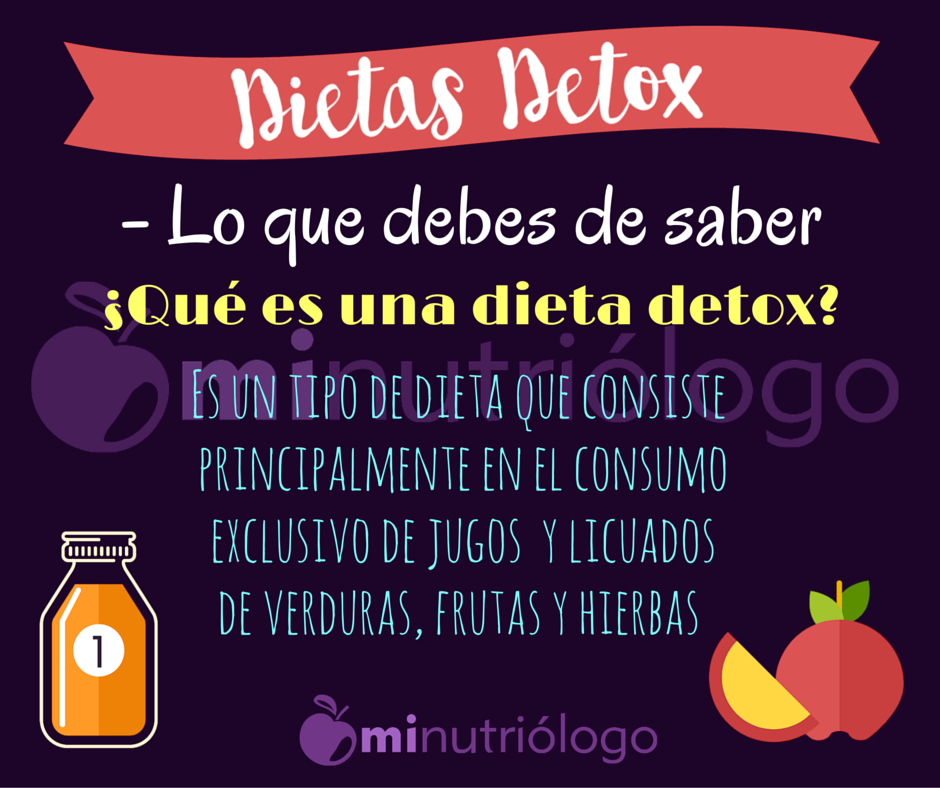 Dietas Detox
- Lo que debes de saber
¿Qué es una dieta detox?
minutriólogo
Es un tipo de dieta que consiste
principalmente en el consumo
exclusivo de jugos y licuados
de verduras, frutas y hierbas
1
minutriólogo